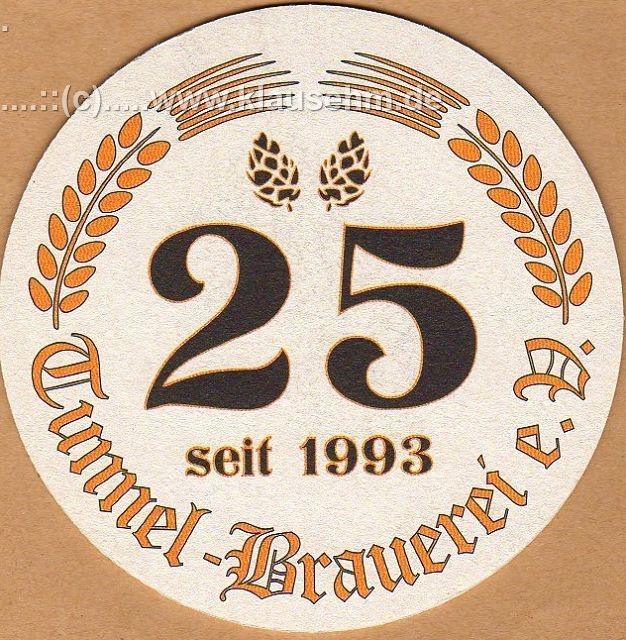 .
....::(c)....www.klausehm.de
25
seit 1993
Tunnel-Brauerei e.V.